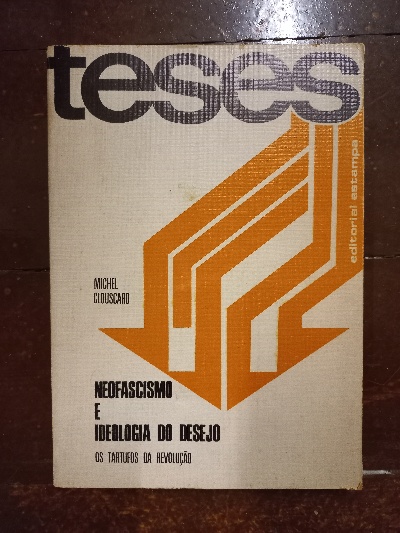 teses
editorial estampa
MICHEL
CLOUSCARD
NEOFASCISMO
E
IDEOLOGIA DO DESEJO
OS TARTUFOS DA REVOLUÇÃO